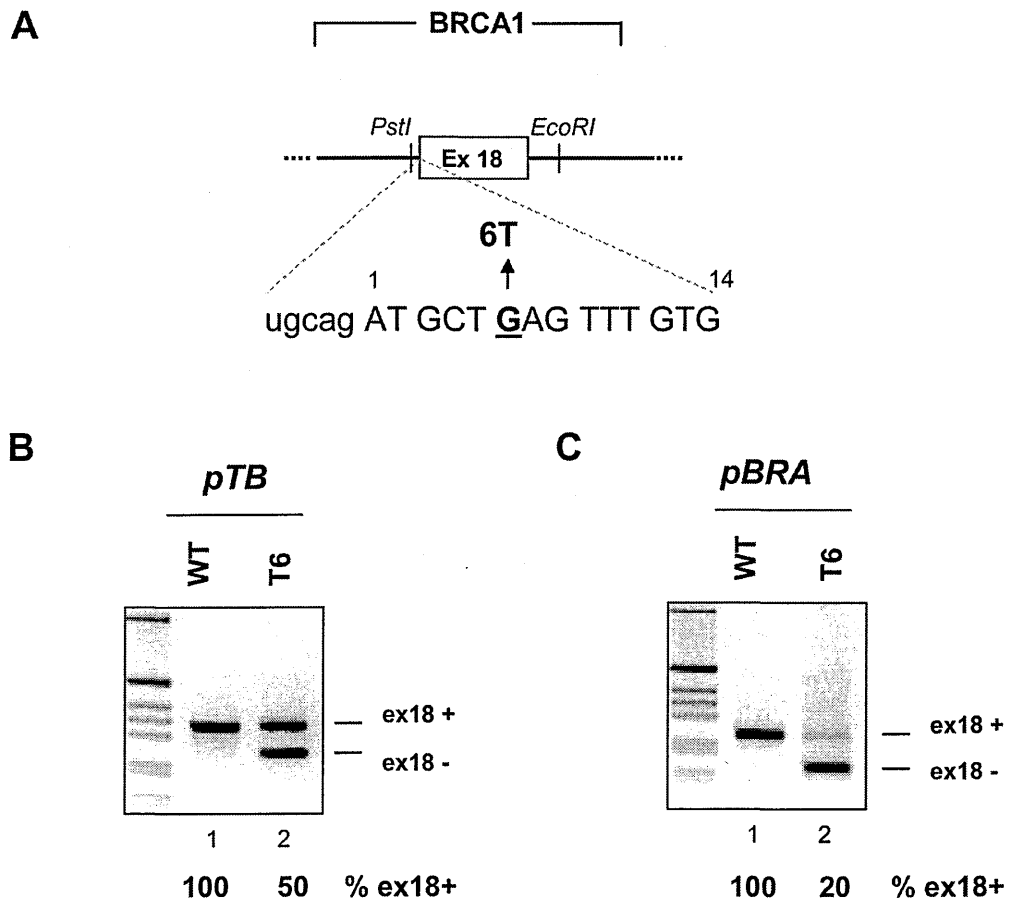 A
BRCA1
PstI
EcoRI
Ex 18
6T
1
14
ugcag AT GCT GAG TTT GTG
B
pTB
WT
T6
ex18 +
ex18 -
1
2
100
50
% ex18+
C
pBRA
WT
T6
ex18 +
ex18 -
1
2
100
20
% ex18+